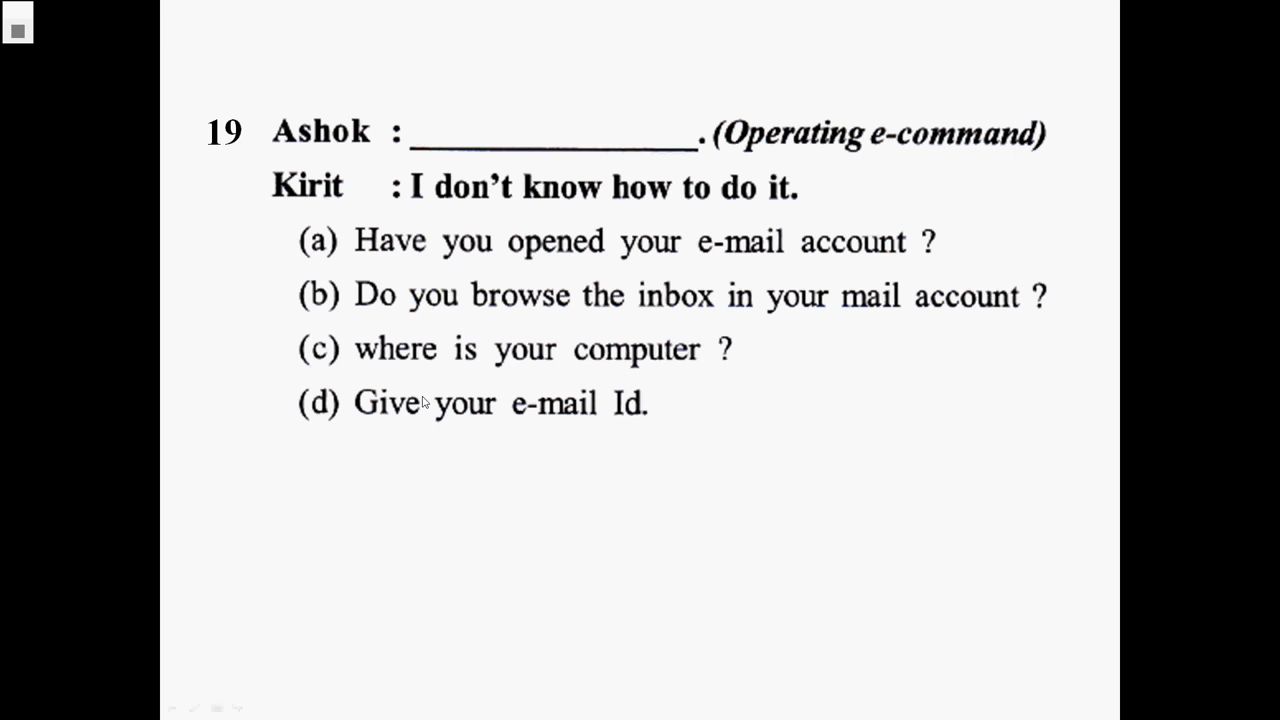 19 Ashok : ____________________. (Operating e-command)
Kirit : I don't know how to do it.
(a) Have you opened your e-mail account ?
(b) Do you browse the inbox in your mail account ?
(c) where is your computer ?
(d) Give your e-mail Id.